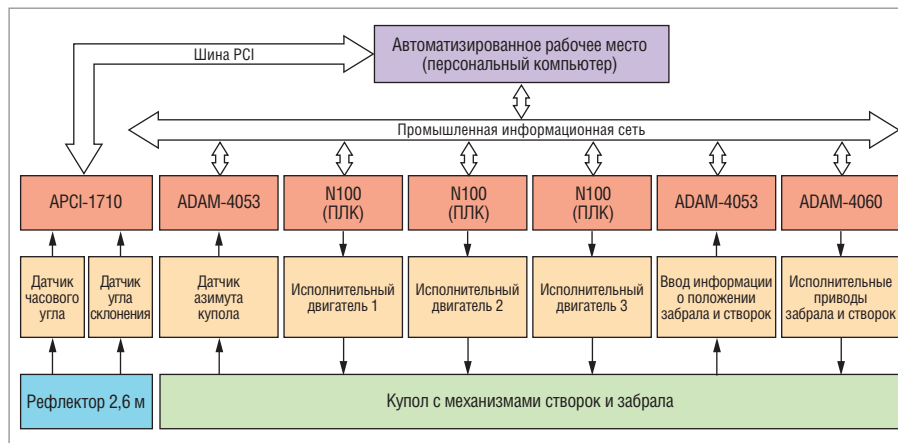 Автоматизированное рабочее место
(персональный компьютер)
Шина PCI
Промышленная информационная сеть
APCI-1710
ADAM-4053
N100
(ПЛК)
N100
(ПЛК)
N100
(ПЛК)
ADAM-4053
ADAM-4060
Датчик
часового
угла
Датчик
угла
склонения
Датчик
азимута
купола
Исполнительный
двигатель 1
Исполнительный
двигатель 2
Исполнительный
двигатель 3
Ввод информации
о положении
забрала и створок
Исполнительные
приводы
забрала и створок
Рефлектор 2,6 м
Купол с механизмами створок и забрала